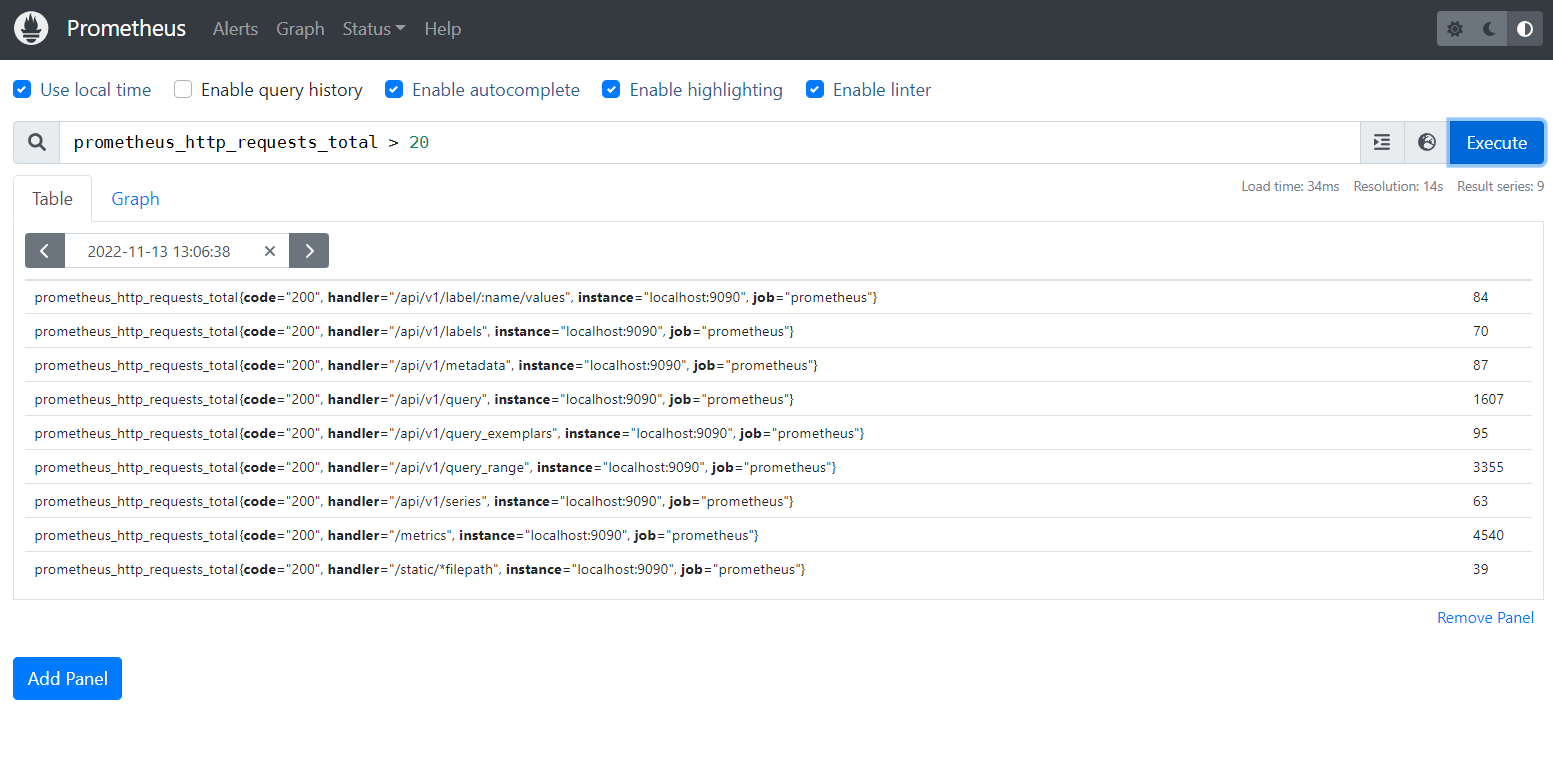 Prometheus Alerts Graph Status Help
Use local time Enable query history Enable autocomplete Enable highlighting Enable linter
prometheus_http_requests_total > 20 Execute
Table Graph Load time: 34ms Resolution: 14s Result series: 9
2022-11-13 13:06:38
prometheus_http_requests_total{code="200", handler="/api/v1/label/:name/values", instance="localhost:9090", job="prometheus"} 84
prometheus_http_requests_total{code="200", handler="/api/v1/labels", instance="localhost:9090", job="prometheus"} 70
prometheus_http_requests_total{code="200", handler="/api/v1/metadata", instance="localhost:9090", job="prometheus"} 87
prometheus_http_requests_total{code="200", handler="/api/v1/query", instance="localhost:9090", job="prometheus"} 1607
prometheus_http_requests_total{code="200", handler="/api/v1/query_exemplars", instance="localhost:9090", job="prometheus"} 95
prometheus_http_requests_total{code="200", handler="/api/v1/query_range", instance="localhost:9090", job="prometheus"} 3355
prometheus_http_requests_total{code="200", handler="/api/v1/series", instance="localhost:9090", job="prometheus"} 63
prometheus_http_requests_total{code="200", handler="/metrics", instance="localhost:9090", job="prometheus"} 4540
prometheus_http_requests_total{code="200", handler="/static/*filepath", instance="localhost:9090", job="prometheus"} 39
Remove Panel
Add Panel